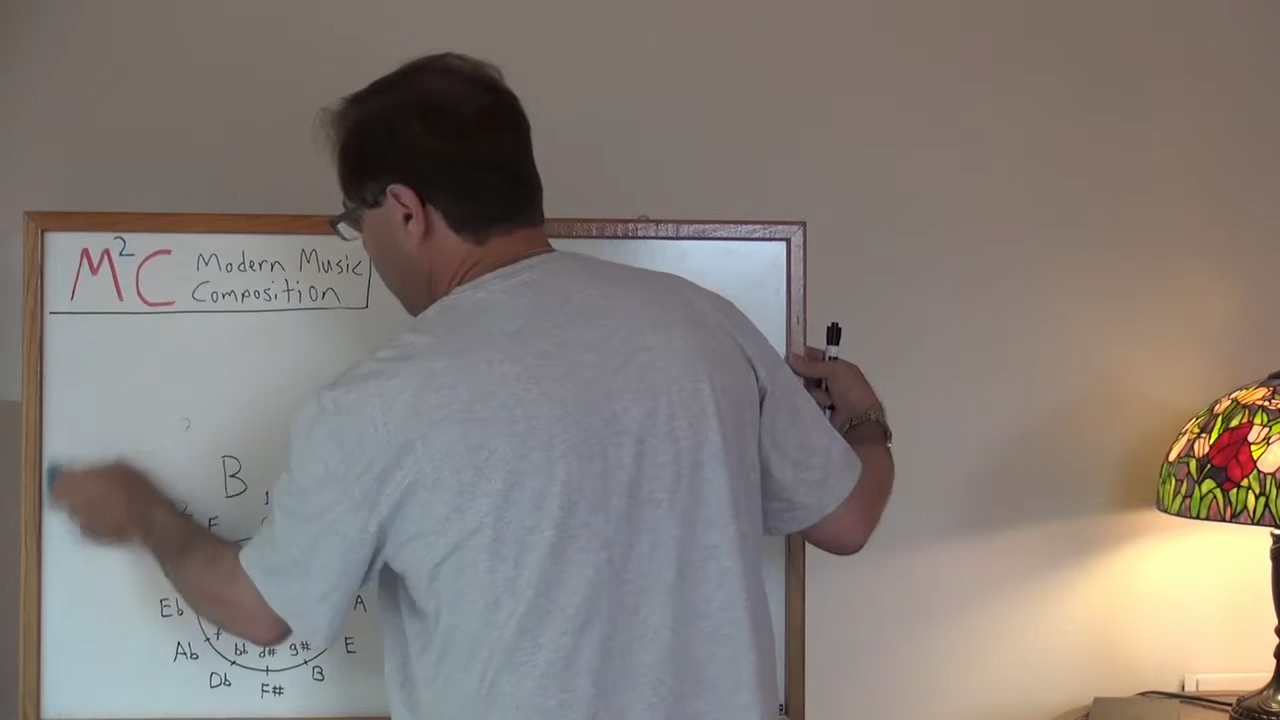 M²C Modern Music
Composition
B
F
Eb
A
Ab
f
bb
d#
g#
E
Db
F#
B